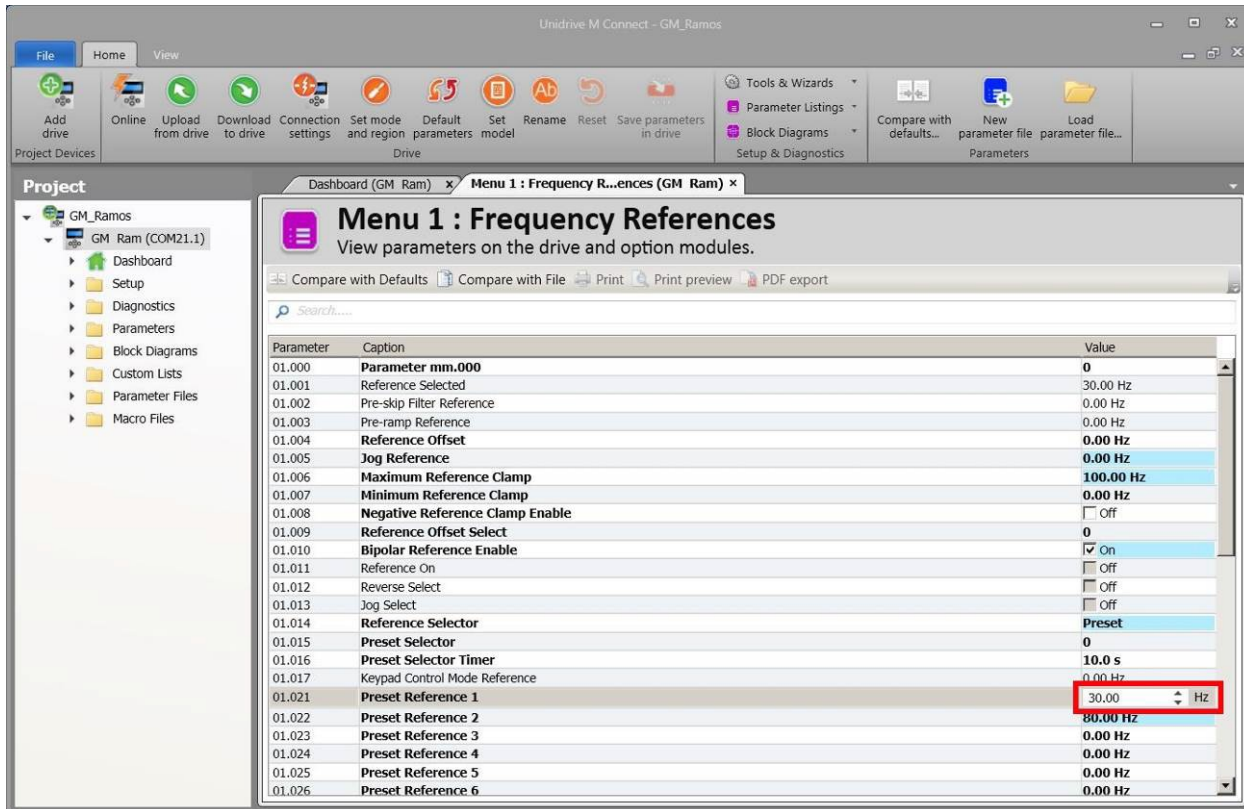 Unidrive M Connect - GM_Ramos
File Home View
Add drive
Online
Upload from drive
Download to drive
Connection settings
Set mode and region
Default parameters
Set model
Ab
Rename
Reset
Save parameters in drive
Tools & Wizards
Parameter Listings
Block Diagrams
Compare with defaults...
New parameter file
Load parameter file...
Project Devices Drive Setup & Diagnostics Parameters
Project
GM_Ramos
GM Ram (COM21.1)
Dashboard
Setup
Diagnostics
Parameters
Block Diagrams
Custom Lists
Parameter Files
Macro Files
Dashboard (GM Ram) x Menu 1 : Frequency R...ences (GM Ram) ×
Menu 1 : Frequency References
View parameters on the drive and option modules.
Compare with Defaults Compare with File Print Print preview PDF export
Search.....
Parameter Caption Value
01.000 Parameter mm.000 0
01.001 Reference Selected 30.00 Hz
01.002 Pre-skip Filter Reference 0.00 Hz
01.003 Pre-ramp Reference 0.00 Hz
01.004 Reference Offset 0.00 Hz
01.005 Jog Reference 0.00 Hz
01.006 Maximum Reference Clamp 100.00 Hz
01.007 Minimum Reference Clamp 0.00 Hz
01.008 Negative Reference Clamp Enable Off
01.009 Reference Offset Select 0
01.010 Bipolar Reference Enable On
01.011 Reference On Off
01.012 Reverse Select Off
01.013 Jog Select Off
01.014 Reference Selector Preset
01.015 Preset Selector 0
01.016 Preset Selector Timer 10.0 s
01.017 Keypad Control Mode Reference 0.00 Hz
01.021 Preset Reference 1 30.00 Hz
01.022 Preset Reference 2 80.00 Hz
01.023 Preset Reference 3 0.00 Hz
01.024 Preset Reference 4 0.00 Hz
01.025 Preset Reference 5 0.00 Hz
01.026 Preset Reference 6 0.00 Hz